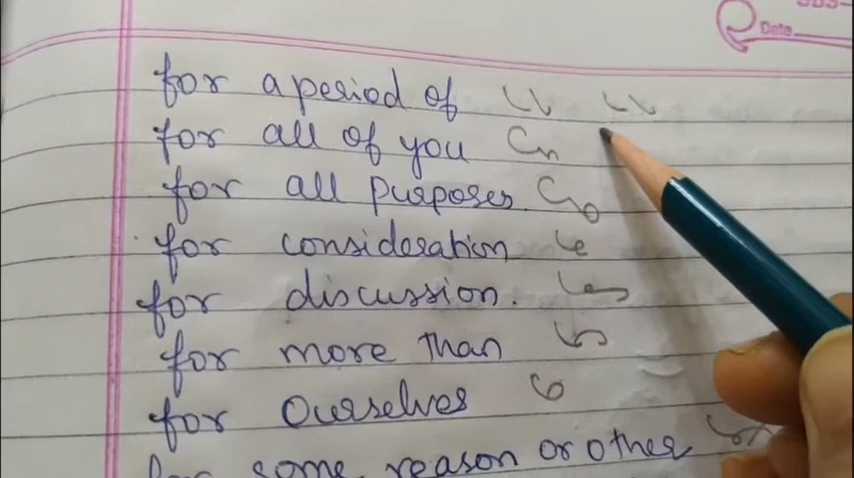 Date
for a period of
for all of you
for all purposes.
for consideration
for discussion.
for more than
for ourselves
for some reason or other